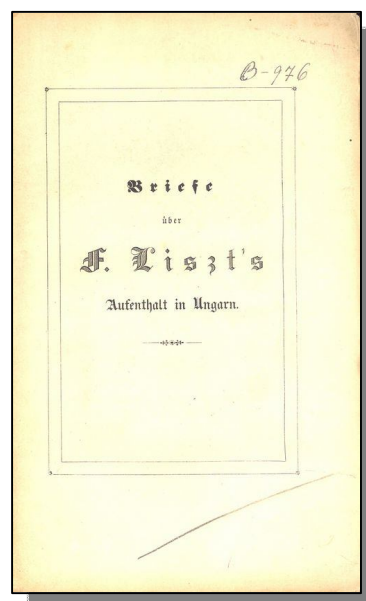 B-976
Briefe
über
F. Liszt's
Aufenthalt in Ungarn.